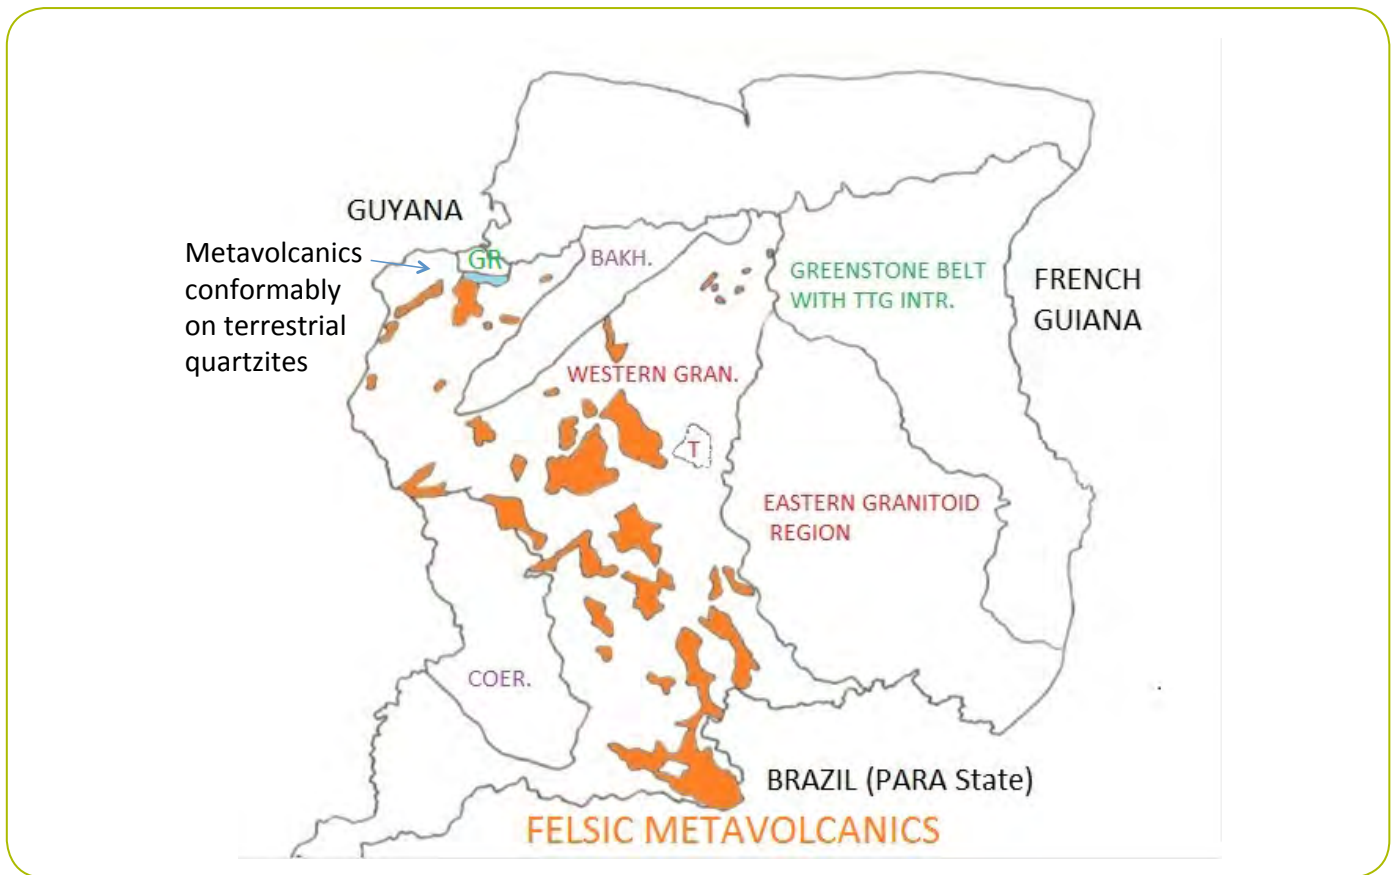 GUYANA
Metavolcanics
conformably
on terrestrial
quartzites
GR
BAKH.
GREENSTONE BELT
WITH TTG INTR.
FRENCH
GUIANA
WESTERN GRAN.
T
EASTERN GRANITOID
REGION
COER.
BRAZIL (PARA State)
FELSIC METAVOLCANICS